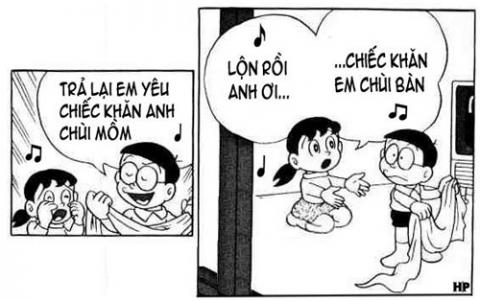 TRẢ LẠI EM YÊU
CHIẾC KHĂN ANH
CHÙI MỒM
LỘN RỒI
ANH ƠI...
...CHIẾC KHĂN
EM CHÙI BÀN
HP